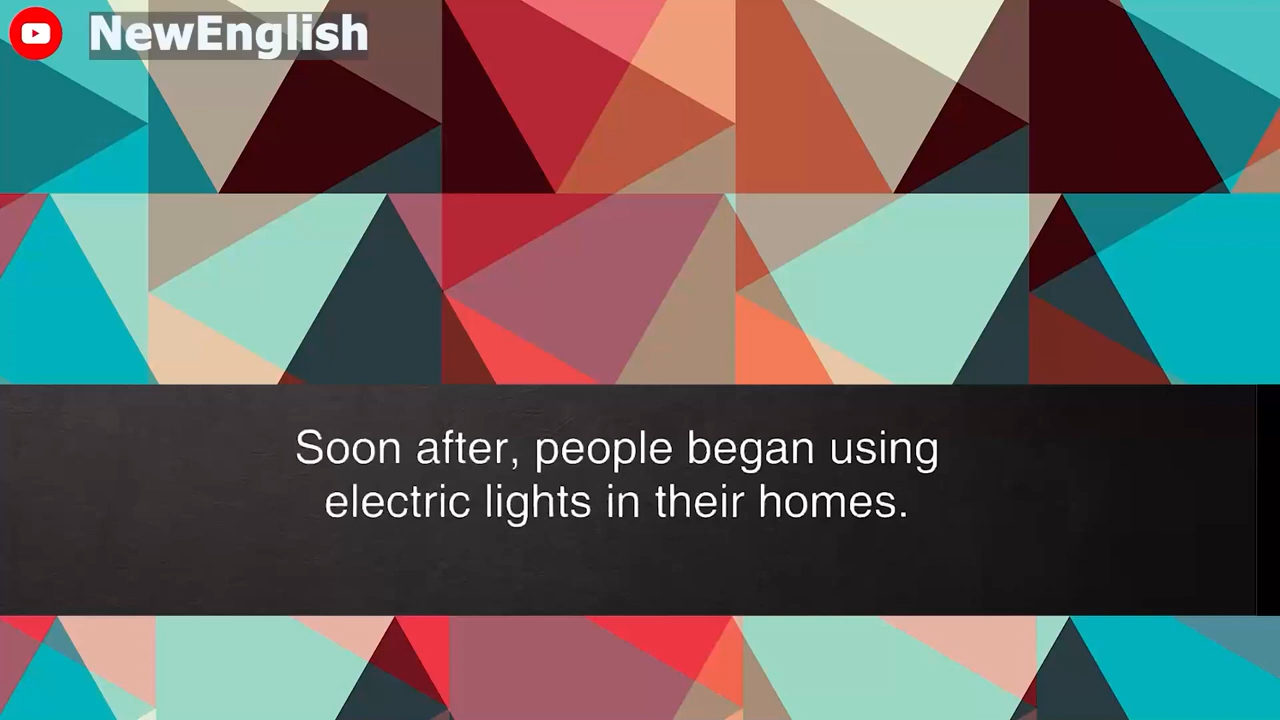 NewEnglish
Soon after, people began using
electric lights in their homes.